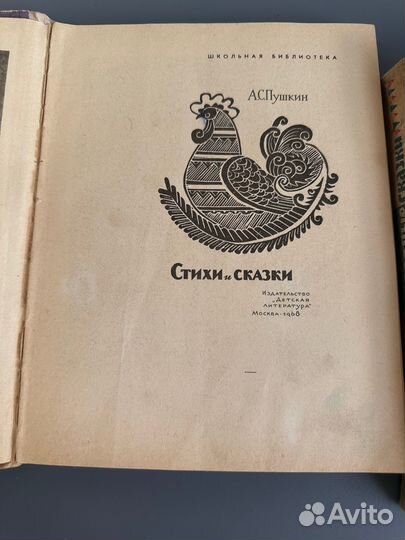 ШКОЛЬНАЯ БИБЛИОТЕКА
А.С.Пушкин
Стихи и сказки
Издательство
"Детская
литература"
Москва-1968
Avito